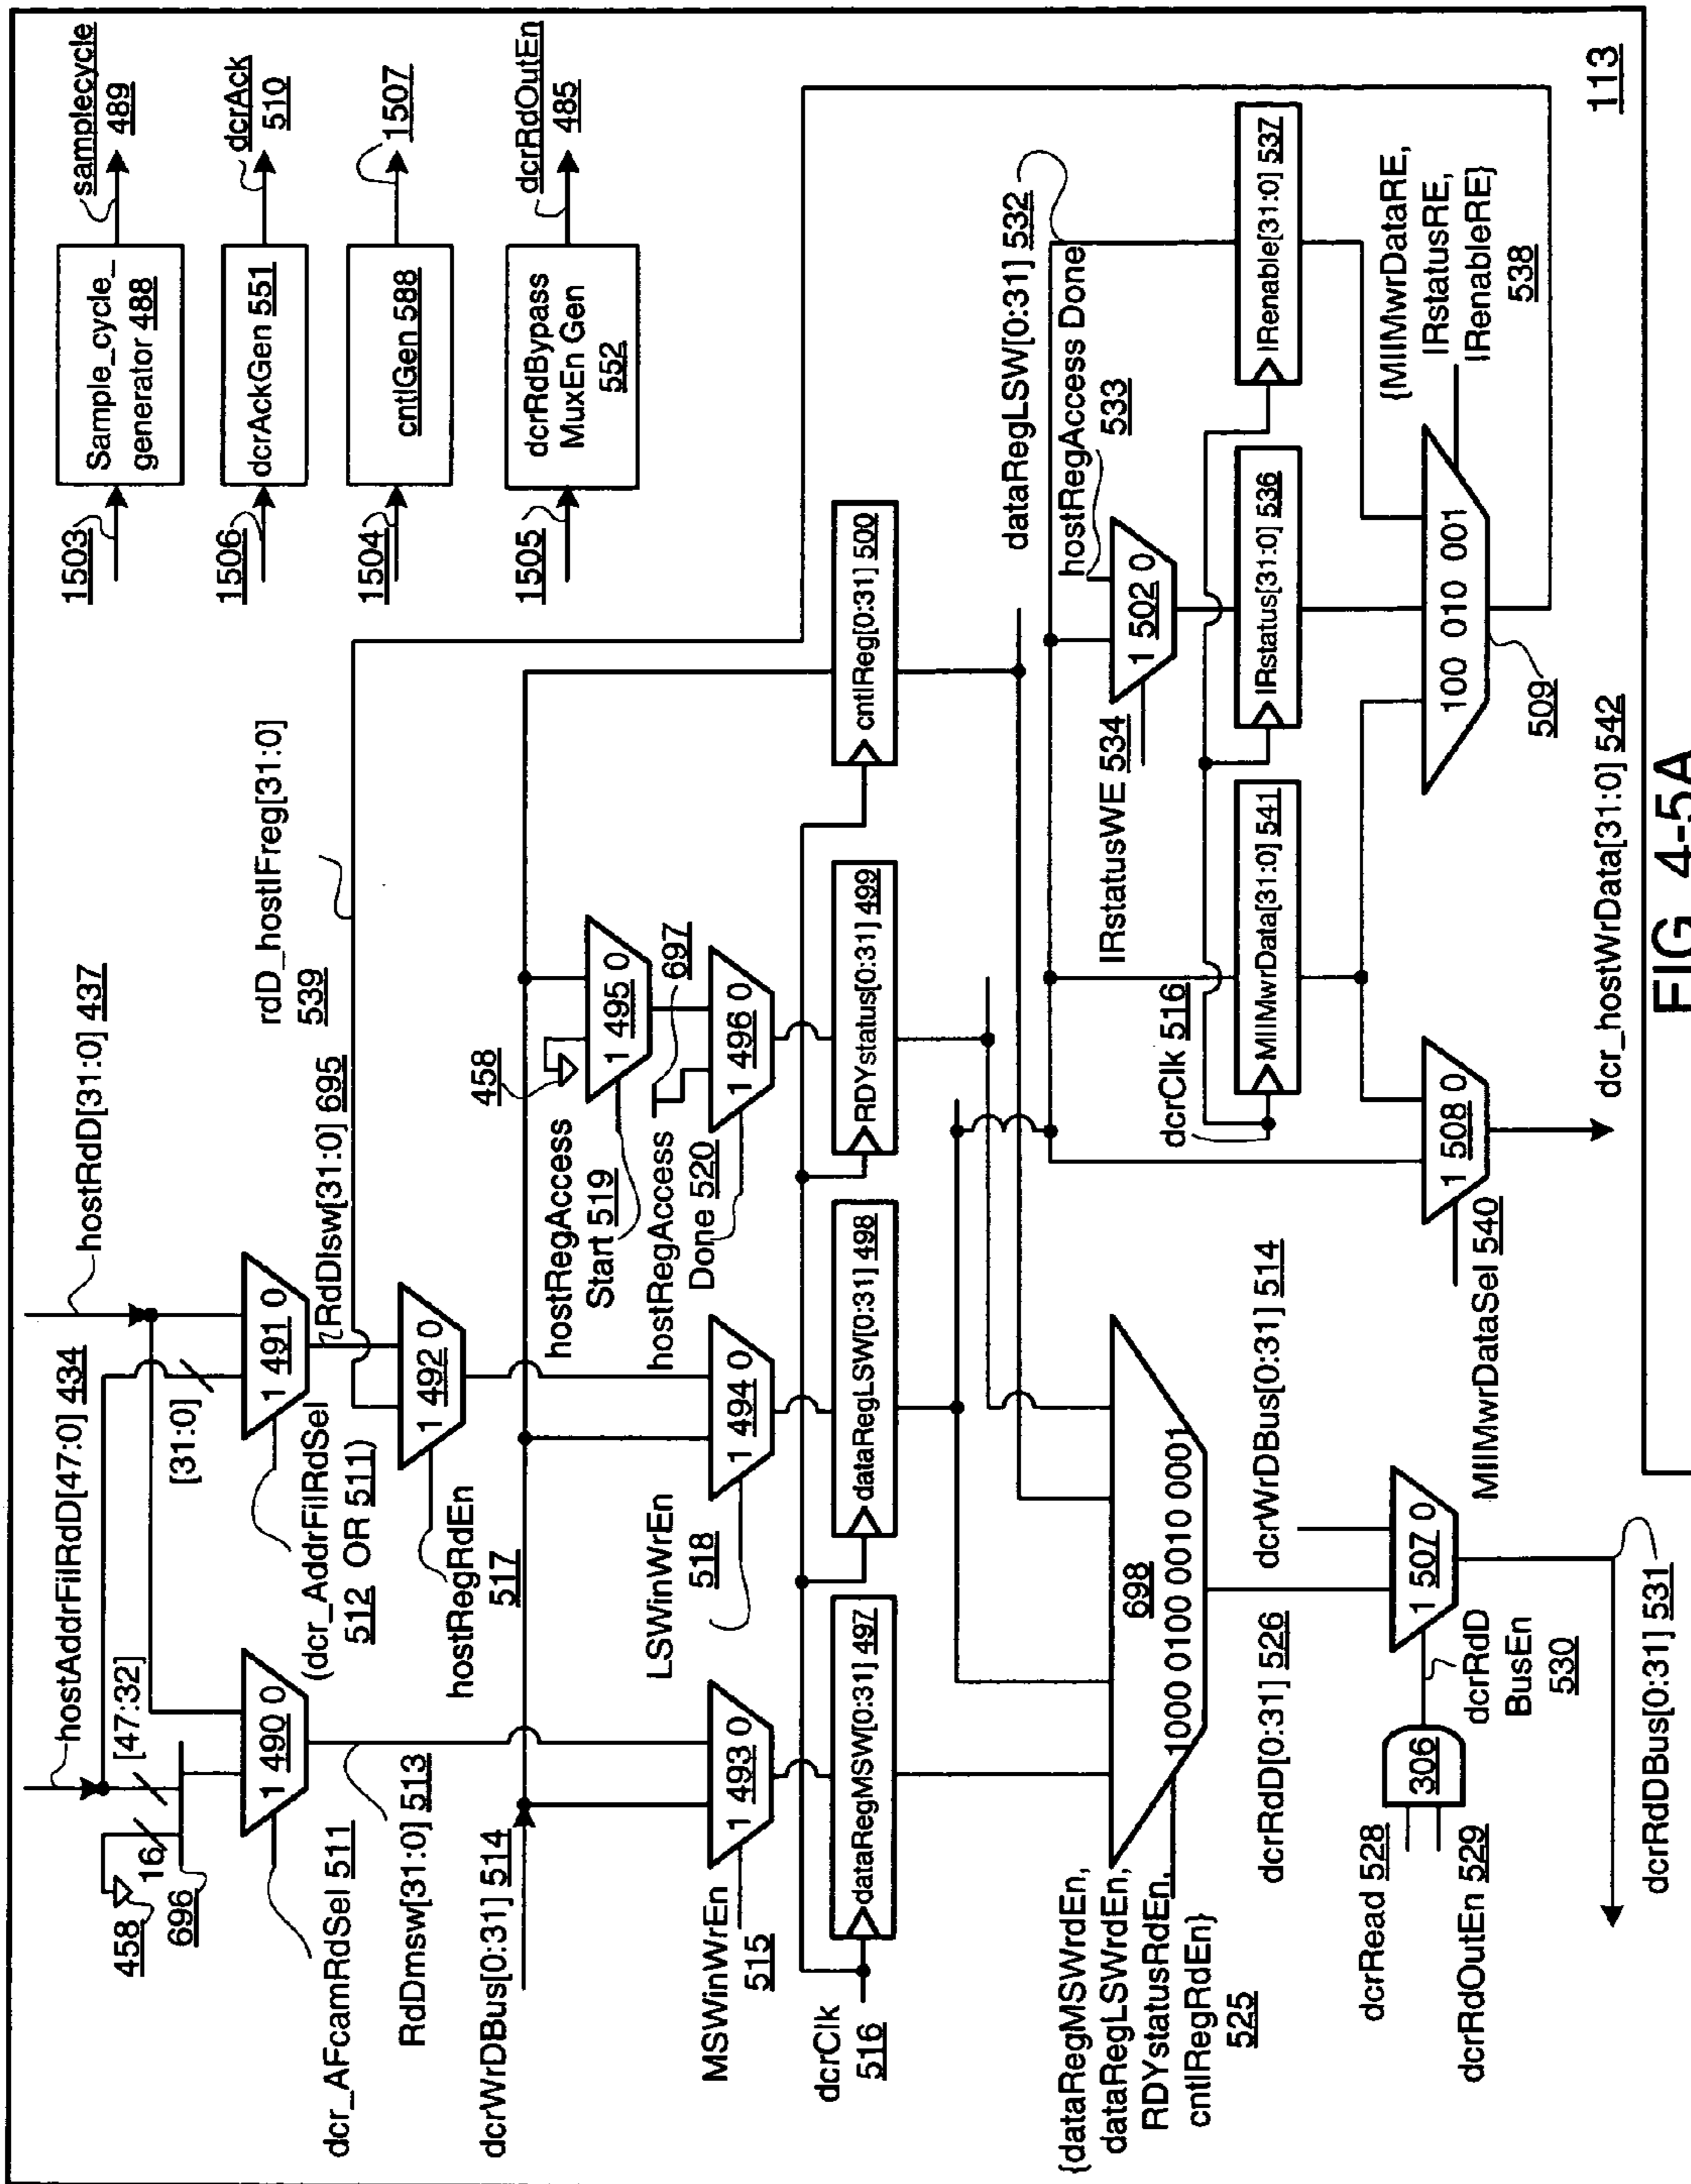 hostAddrFilRdD[47:0] 434
hostRdD[31:0] 437
458
16
696
[47:32]
[31:0]
1 490 0
1 491 0
dcr_AFcamRdSel 511
(dcr_AddrFilRdSel
512 OR 511)
RdDlsw[31:0] 695
rdD_hostIFreg[31:0]
539
RdDmsw[31:0] 513
1 492 0
hostRegRdEn
517
dcrWrDBus[0:31] 514
458
1 495 0
hostRegAccess
Start 519
697
hostRegAccess
Done 520
MSWinWrEn
515
1 493 0
LSWinWrEn
518
1 494 0
1 496 0
dcrClk
516
dataRegMSW[0:31] 497
dataRegLSW[0:31] 498
RDYstatus[0:31] 499
cntlReg[0:31] 500
1503
Sample_cycle_
generator 488
samplecycle
489
1506
dcrAckGen 551
dcrAck
510
1504
cntlGen 588
1507
1505
dcrRdBypass
MuxEn Gen
552
dcrRdOutEn
485
{dataRegMSWrdEn,
dataRegLSWrdEn,
RDYstatusRdEn,
cntlRegRdEn}
525
698
1000 0100 0010 0001
dataRegLSW[0:31] 532
hostRegAccess Done
533
IRstatusWE 534
1 502 0
dcrClk 516
MIIMwrData[31:0] 541
IRstatus[31:0] 536
IRenable[31:0] 537
dcrRdD[0:31] 526
dcrWrDBus[0:31] 514
dcrRead 528
dcrRdOutEn 529
306
dcrRdD
BusEn
530
1 507 0
MIIMwrDataSel 540
1 508 0
100 010 001
509
{MIIMwrDataRE,
IRstatusRE,
IRenableRE}
538
dcrRdDBus[0:31] 531
dcr_hostWrData[31:0] 542
113
FIG 4-5A